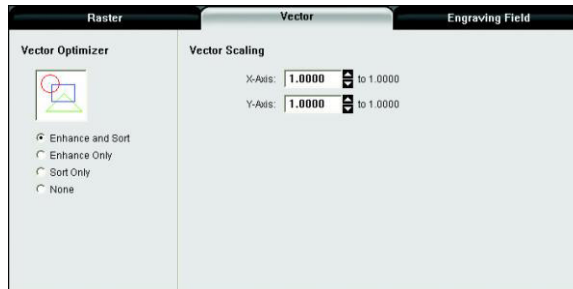 Raster Vector Engraving Field
Vector Optimizer
Enhance and Sort
Enhance Only
Sort Only
None
Vector Scaling
X-Axis: 1.0000 to 1.0000
Y-Axis: 1.0000 to 1.0000